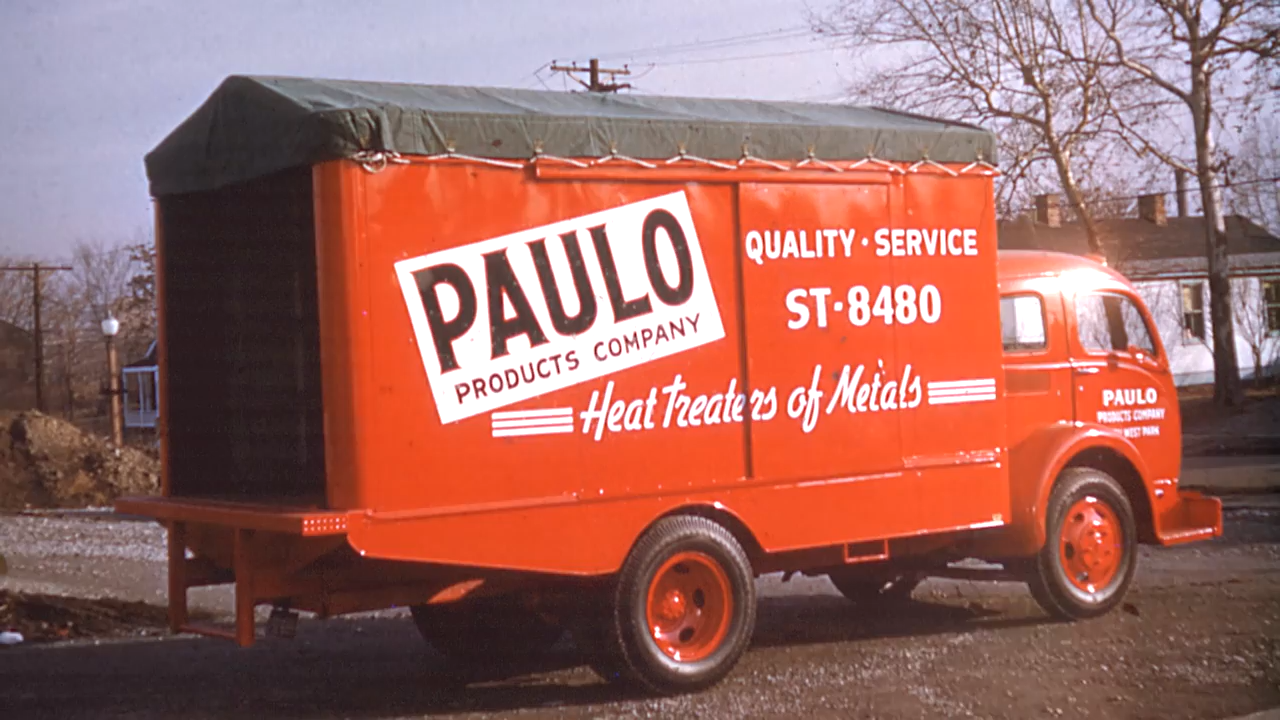 PAULO
PRODUCTS COMPANY
QUALITY · SERVICE
ST·8480
Heat Treaters of Metals
PAULO
PRODUCTS COMPANY
WEST PARK